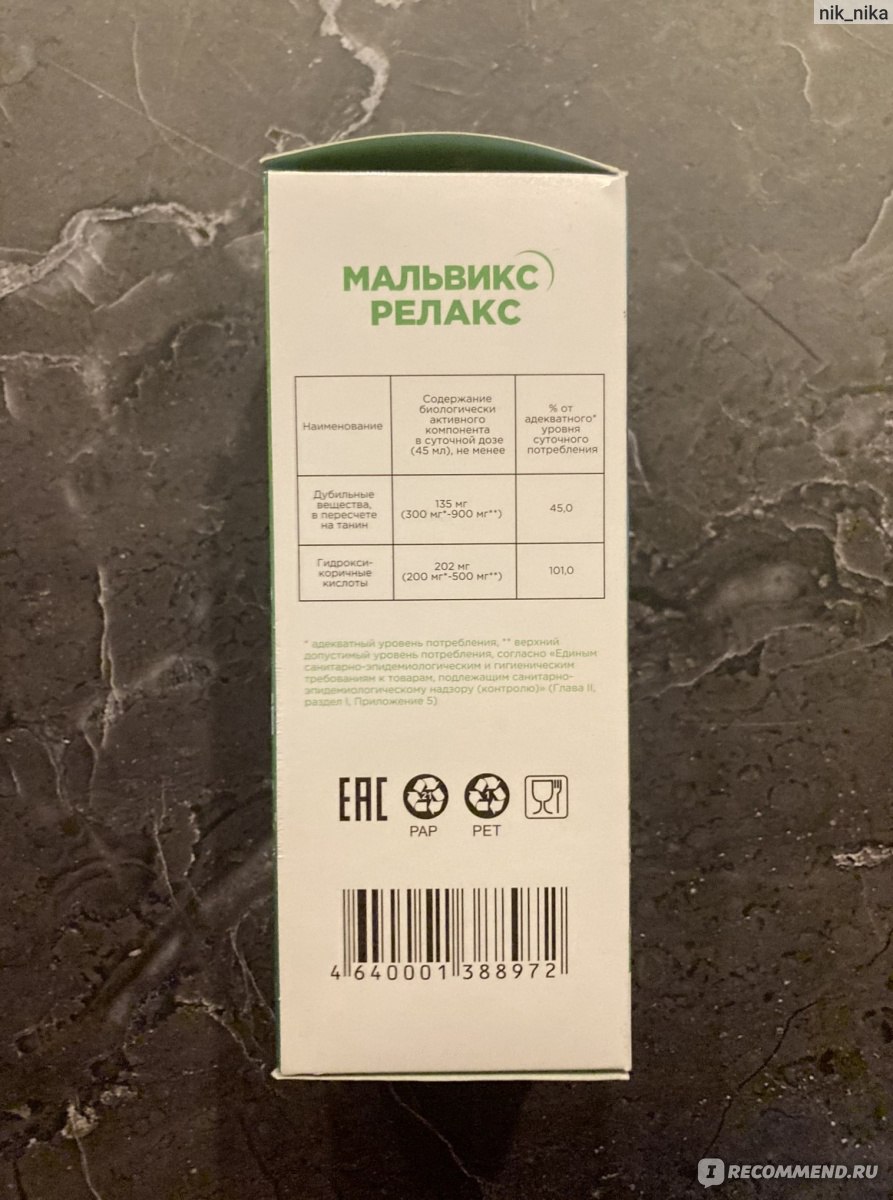 nik_nika
МАЛЬВИКС
РЕЛАКС
Наименование
Содержание
биологически
активного
компонента
в суточной дозе
(45 мл), не менее
% от
адекватного*
уровня
суточного
потребления
Дубильные
вещества,
в пересчете
на танин
135 мг
(300 мг*-900 мг**)
45,0
Гидрокси-
коричные
кислоты
202 мг
(200 мг*-500 мг**)
101,0
* адекватный уровень потребления, ** верхний
допустимый уровень потребления, согласно «Единым
санитарно-эпидемиологическим и гигиеническим
требованиям к товарам, подлежащим санитарно-
эпидемиологическому надзору (контролю)» (Глава II,
раздел I, Приложение 5)
EAC
21
1
PAP
PET
4 640001 388972
I RECOMMEND.RU